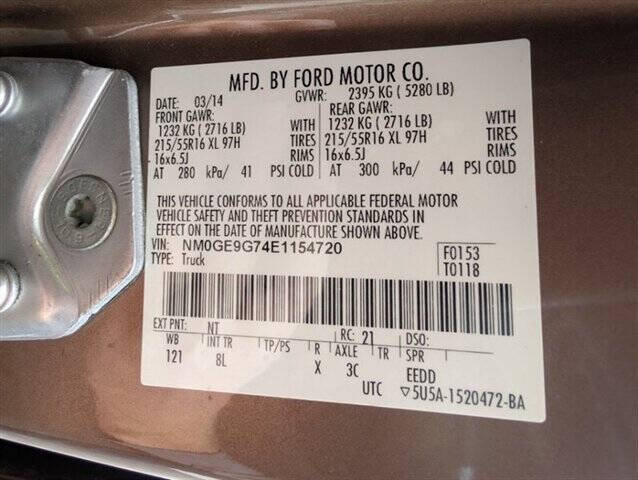 MFD. BY FORD MOTOR CO.
DATE: 03/14 GVWR: 2395 KG ( 5280 LB)
FRONT GAWR: REAR GAWR:
1232 KG ( 2716 LB) WITH 1232 KG ( 2716 LB) WITH
215/55R16 XL 97H TIRES 215/55R16 XL 97H TIRES
16x6.5J RIMS 16x6.5J RIMS
AT 280 kPa/ 41 PSI COLD AT 300 kPa/ 44 PSI COLD
THIS VEHICLE CONFORMS TO ALL APPLICABLE FEDERAL MOTOR
VEHICLE SAFETY AND THEFT PREVENTION STANDARDS IN
EFFECT ON THE DATE OF MANUFACTURE SHOWN ABOVE.
VIN: NM0GE9G74E1154720 F0153
TYPE: Truck T0118
EXT PNT: NT RC: 21 DSO:
WB INT TR TP/PS R AXLE TR SPR
121 8L X 3C EEDD
UTC ▽5U5A-1520472-BA